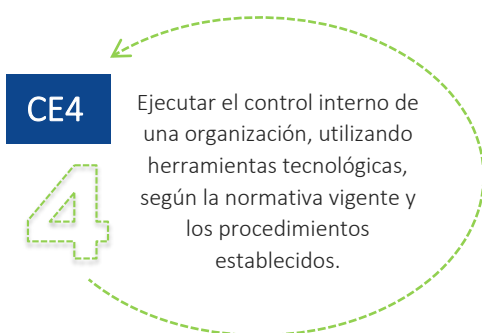 CE4
4
Ejecutar el control interno de
una organización, utilizando
herramientas tecnológicas,
según la normativa vigente y
los procedimientos
establecidos.